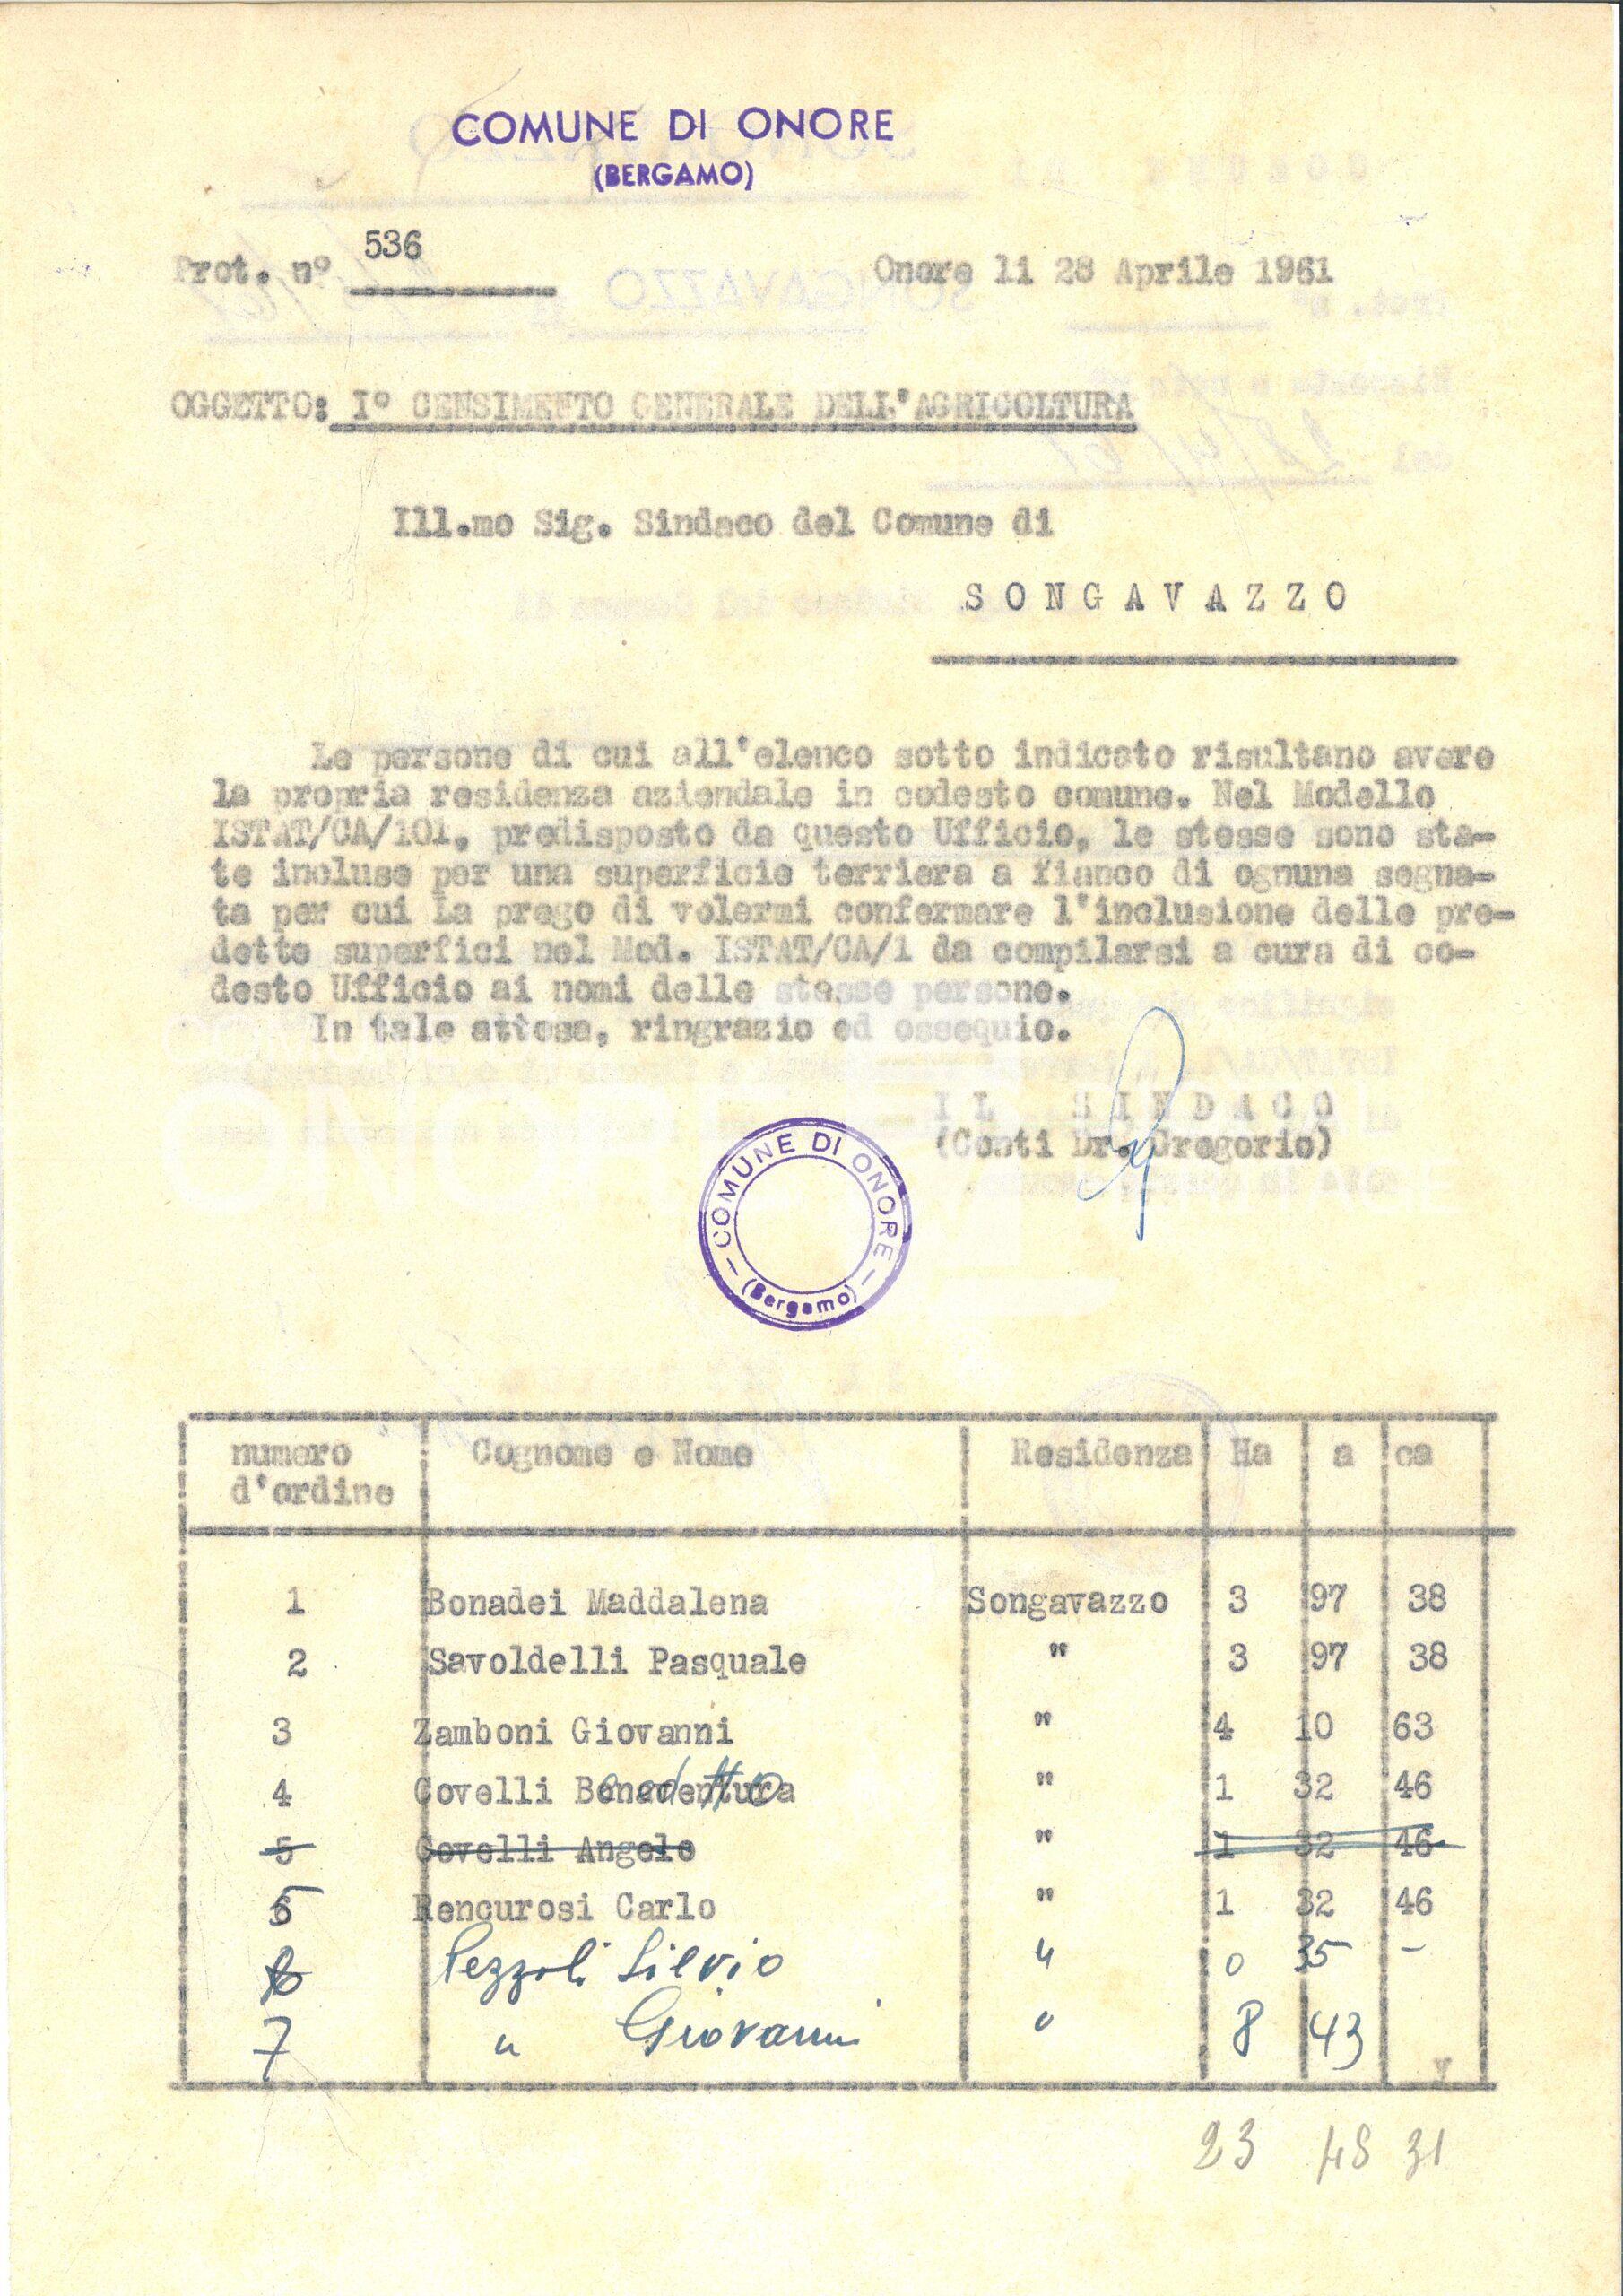 COMUNE DI ONORE
(BERGAMO)
Prot. n° 536
Onore li 28 Aprile 1961
OGGETTO: I° CENSIMENTO GENERALE DELL'AGRICOLTURA
Ill.mo Sig. Sindaco del Comune di
SONGAVAZZO
Le persone di cui all'elenco sotto indicato risultano avere
la propria residenza aziendale in codesto comune. Nel Modello
ISTAT/CA/101, predisposto da questo Ufficio, le stesse sono sta-
te incluse per una superficie terriera a fianco di ognuna segna-
ta per cui La prego di volermi confermare l'inclusione delle pre-
dette superfici nel Mod. ISTAT/CA/1 da compilarsi a cura di co-
desto Ufficio ai nomi delle stesse persone.
In tale attesa, ringrazio ed ossequio.
IL SINDACO
(Conti Dr. Gregorio)
COMUNE DI ONORE
(Bergamo)
numero d'ordine Cognome e Nome Residenza Ha a ca
1 Bonadei Maddalena Songavazzo 3 97 38
2 Savoldelli Pasquale " 3 97 38
3 Zamboni Giovanni " 4 10 63
4 Covelli Benedetto " 1 32 46
5 Covelli Angelo " 1 32 46
5 Rencurosi Carlo " 1 32 46
6 Pezzoli Silvio " 0 35 -
7 " Giovanni " 8 43
23 48 31